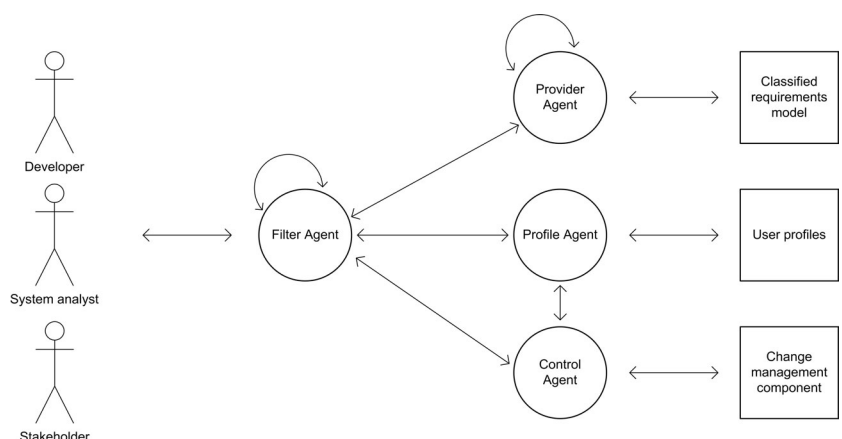 Developer
System analyst
Stakeholder
Filter Agent
Provider
Agent
Profile Agent
Control
Agent
Classified
requirements
model
User profiles
Change
management
component